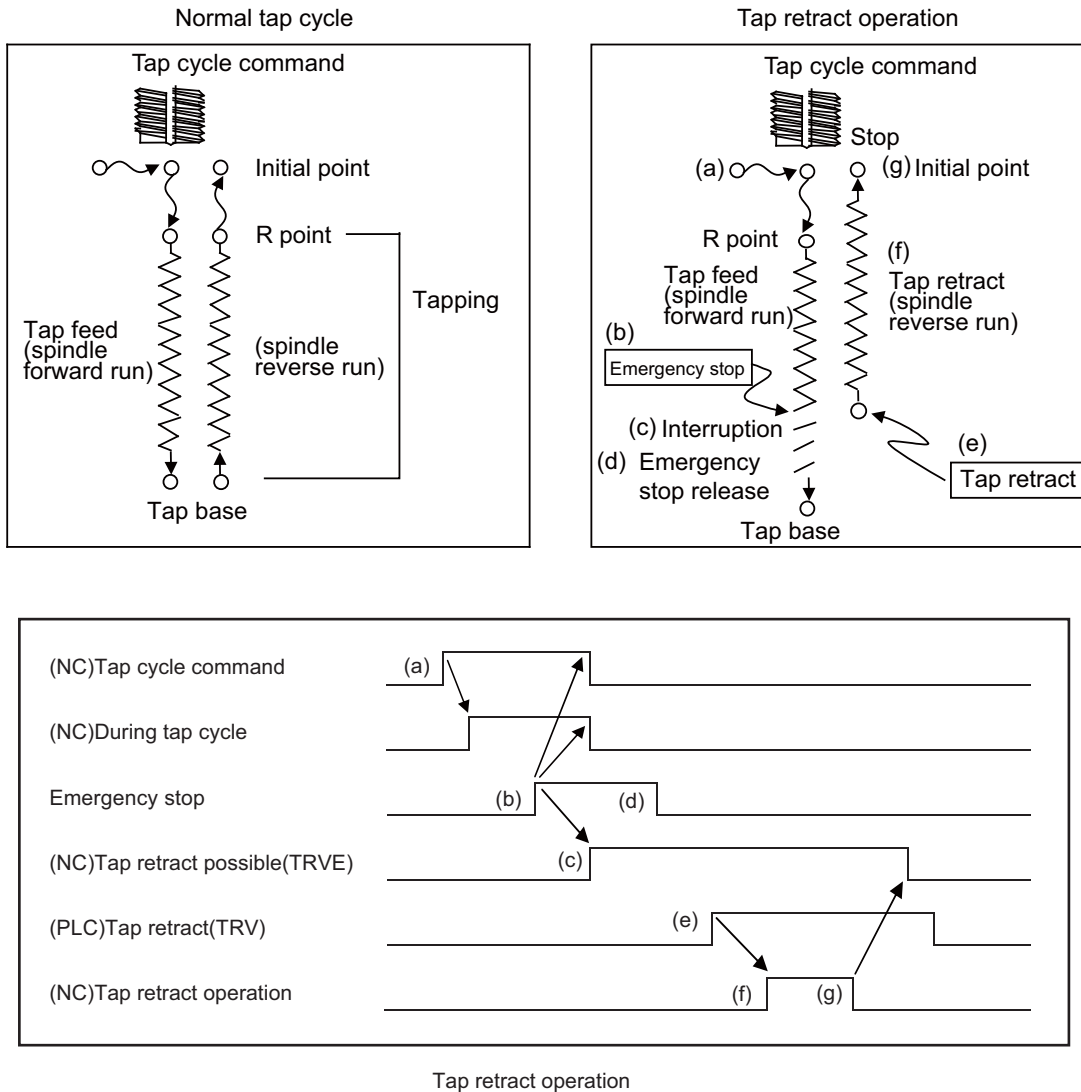 Normal tap cycle
Tap cycle command
Initial point
R point
Tapping
Tap feed
(spindle
forward run)
(spindle
reverse run)
Tap base
Tap retract operation
Tap cycle command
Stop
(a)
(g) Initial point
R point
Tap feed
(spindle
forward run)
(f)
Tap retract
(spindle
reverse run)
(b)
Emergency stop
(c) Interruption
(d) Emergency
stop release
(e)
Tap retract
Tap base
(NC)Tap cycle command
(a)
(NC)During tap cycle
Emergency stop
(b)
(d)
(NC)Tap retract possible(TRVE)
(c)
(PLC)Tap retract(TRV)
(e)
(NC)Tap retract operation
(f)
(g)
Tap retract operation